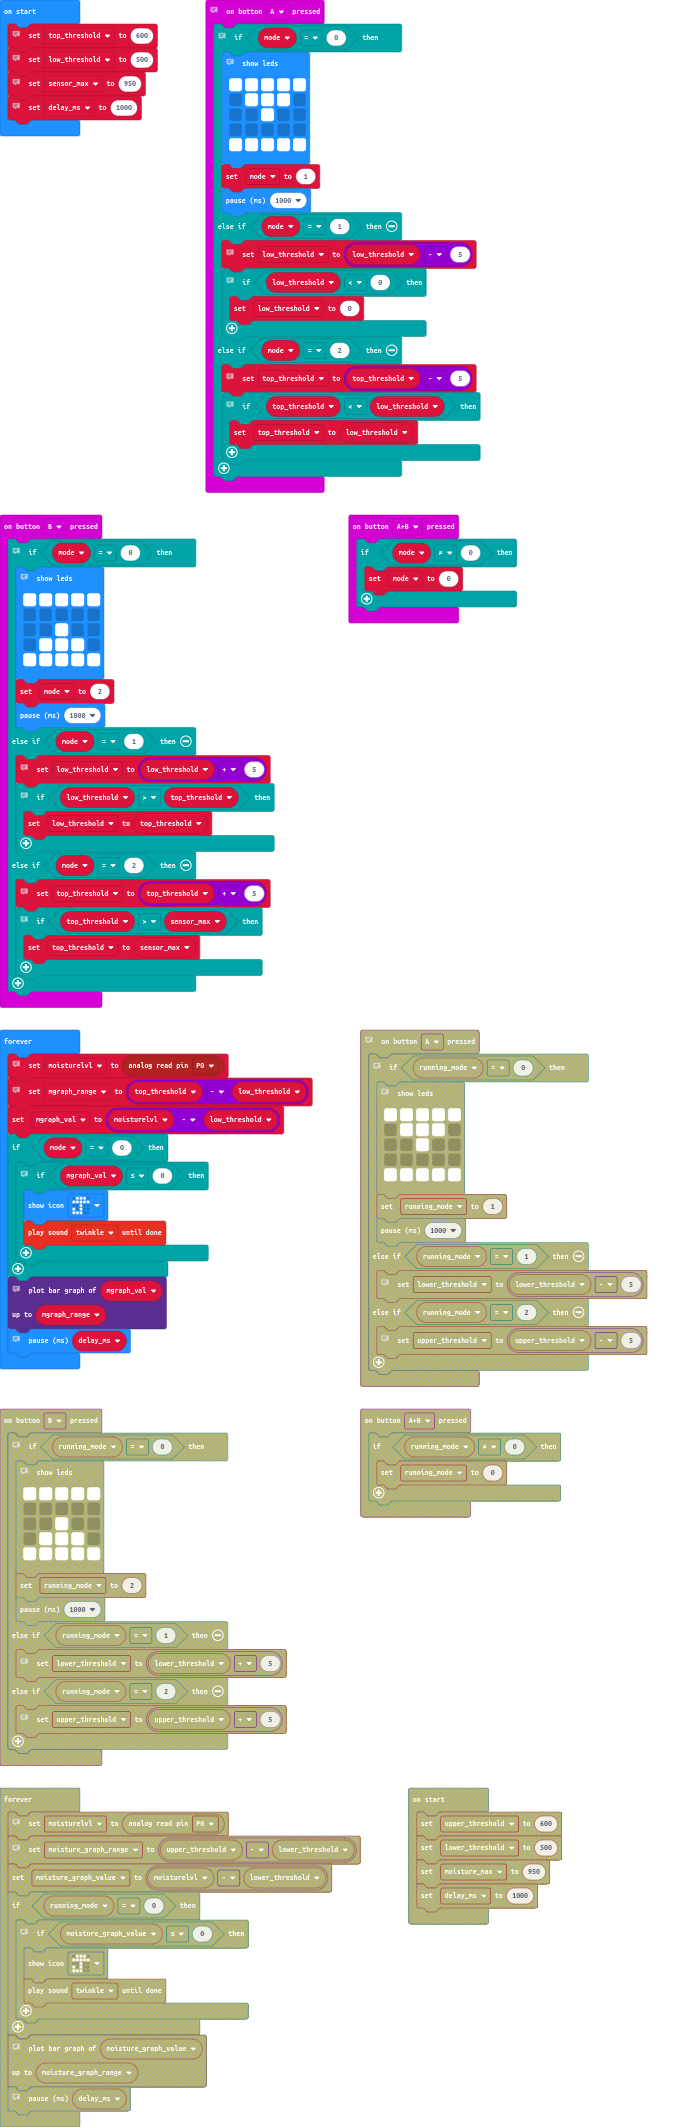 on start
set top_threshold to 600
set low_threshold to 500
set sensor_max to 950
set delay_ms to 1000
on button A pressed
if mode = 0 then
show leds
set mode to 1
pause (ms) 1000
else if mode = 1 then
set low_threshold to low_threshold - 5
if low_threshold < 0 then
set low_threshold to 0
else if mode = 2 then
set top_threshold to top_threshold - 5
if top_threshold < low_threshold then
set top_threshold to low_threshold
on button B pressed
if mode = 0 then
show leds
set mode to 2
pause (ms) 1000
else if mode = 1 then
set low_threshold to low_threshold + 5
if low_threshold > top_threshold then
set low_threshold to top_threshold
else if mode = 2 then
set top_threshold to top_threshold + 5
if top_threshold > sensor_max then
set top_threshold to sensor_max
on button A+B pressed
if mode ≠ 0 then
set mode to 0
forever
set moisturelvl to analog read pin P0
set mgraph_range to top_threshold - low_threshold
set mgraph_val to moisturelvl - low_threshold
if mode = 0 then
if mgraph_val ≤ 0 then
show icon
play sound twinkle until done
plot bar graph of mgraph_val
up to mgraph_range
pause (ms) delay_ms
on button A pressed
if running_mode = 0 then
show leds
set running_mode to 1
pause (ms) 1000
else if running_mode = 1 then
set lower_threshold to lower_threshold - 5
else if running_mode = 2 then
set upper_threshold to upper_threshold - 5
on button B pressed
if running_mode = 0 then
show leds
set running_mode to 2
pause (ms) 1000
else if running_mode = 1 then
set lower_threshold to lower_threshold + 5
else if running_mode = 2 then
set upper_threshold to upper_threshold + 5
on button A+B pressed
if running_mode ≠ 0 then
set running_mode to 0
forever
set moisturelvl to analog read pin P0
set moisture_graph_range to upper_threshold - lower_threshold
set moisture_graph_value to moisturelvl - lower_threshold
if running_mode = 0 then
if moisture_graph_value ≤ 0 then
show icon
play sound twinkle until done
plot bar graph of moisture_graph_value
up to moisture_graph_range
pause (ms) delay_ms
on start
set upper_threshold to 600
set lower_threshold to 500
set moisture_max to 950
set delay_ms to 1000